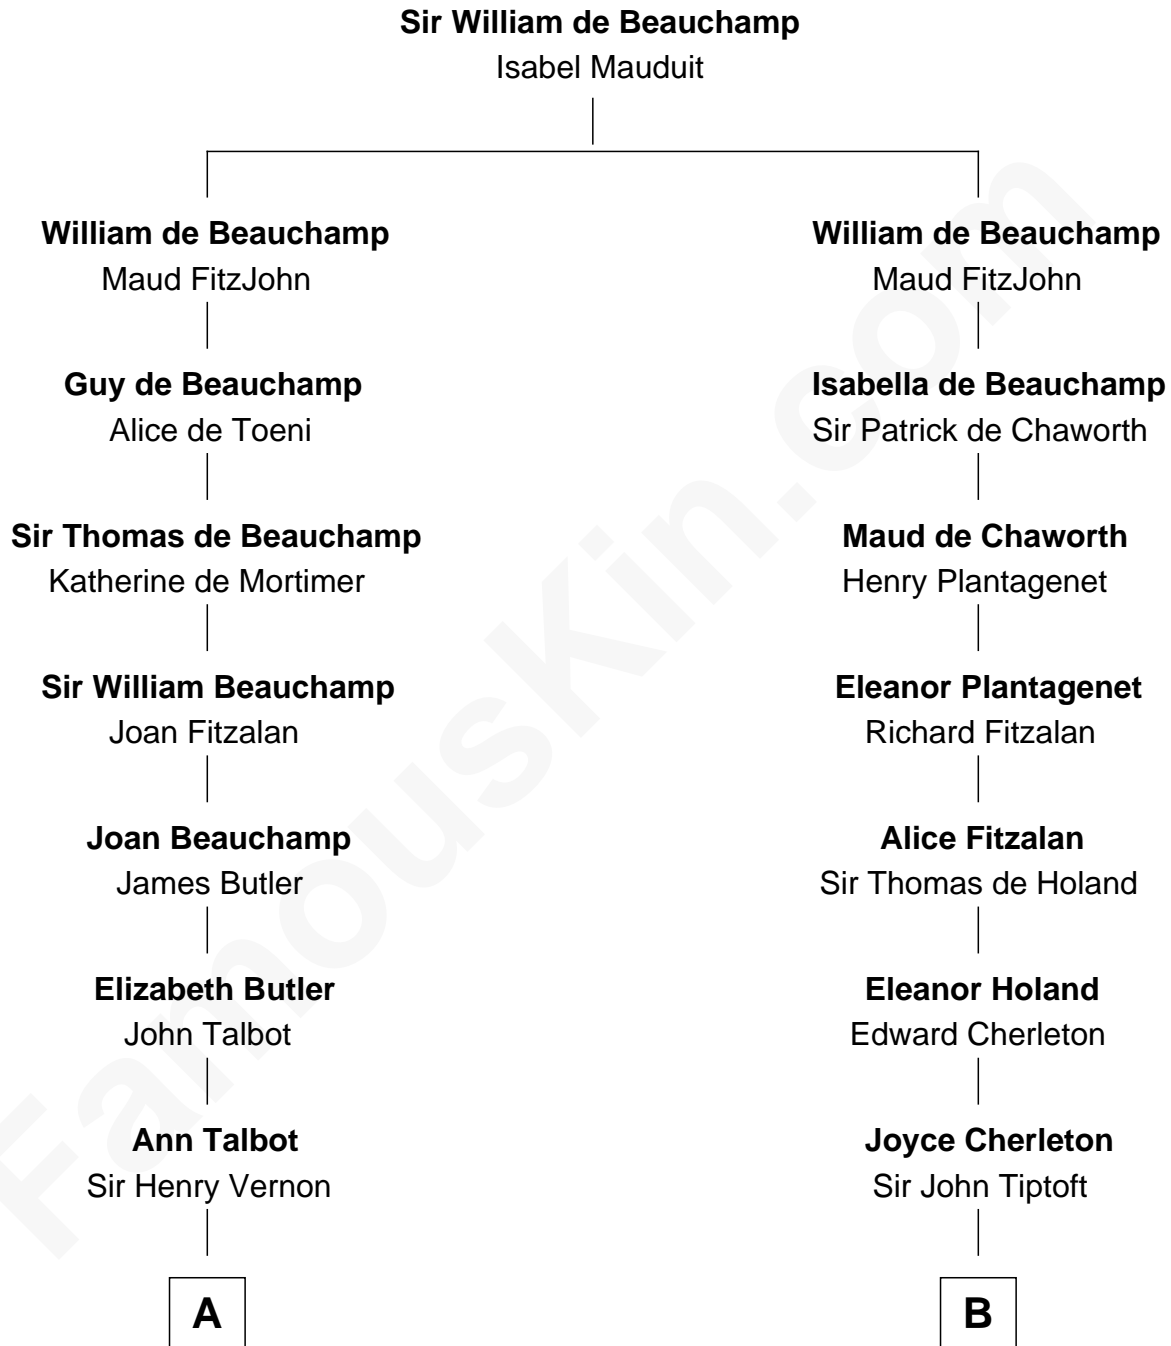 Sir William de Beauchamp
Isabel Mauduit
William de Beauchamp
Maud FitzJohn
William de Beauchamp
Maud FitzJohn
Guy de Beauchamp
Alice de Toeni
Isabella de Beauchamp
Sir Patrick de Chaworth
Sir Thomas de Beauchamp
Katherine de Mortimer
Maud de Chaworth
Henry Plantagenet
Sir William Beauchamp
Joan Fitzalan
Eleanor Plantagenet
Richard Fitzalan
Joan Beauchamp
James Butler
Alice Fitzalan
Sir Thomas de Holand
Elizabeth Butler
John Talbot
Eleanor Holand
Edward Cherleton
Ann Talbot
Sir Henry Vernon
Joyce Cherleton
Sir John Tiptoft
A
B
FamousKin.com